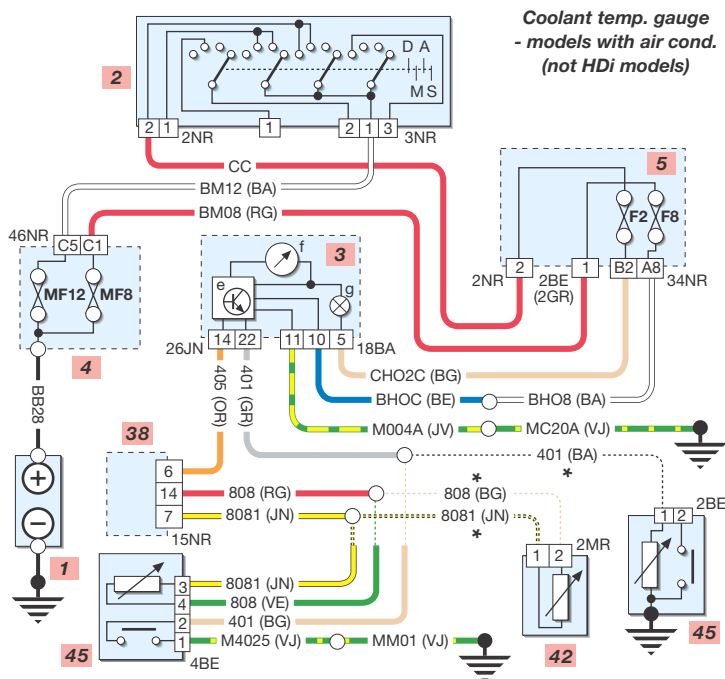 Coolant temp. gauge
- models with air cond.
(not HDi models)
D A
M S
2
2 1
2NR
1
2 1 3
3NR
CC
BM12 (BA)
BM08 (RG)
5
F2 F8
2
2NR
1
2BE
(2GR)
B2 A8
34NR
46NR
C5 C1
MF12 MF8
4
3
f
e
g
26JN
14 22
11 10 5
18BA
BB28
405 (OR)
401 (GR)
CHO2C (BG)
BHOC (BE)
BHO8 (BA)
M004A (JV)
MC20A (VJ)
38
6
14
7
15NR
808 (RG)
8081 (JN)
401 (BA)
*
*
808 (BG)
8081 (JN)
*
+
−
1
2BE
1 2
45
2MR
1 2
42
3
4
2
1
4BE
45
8081 (JN)
808 (VE)
401 (BG)
M4025 (VJ)
MM01 (VJ)